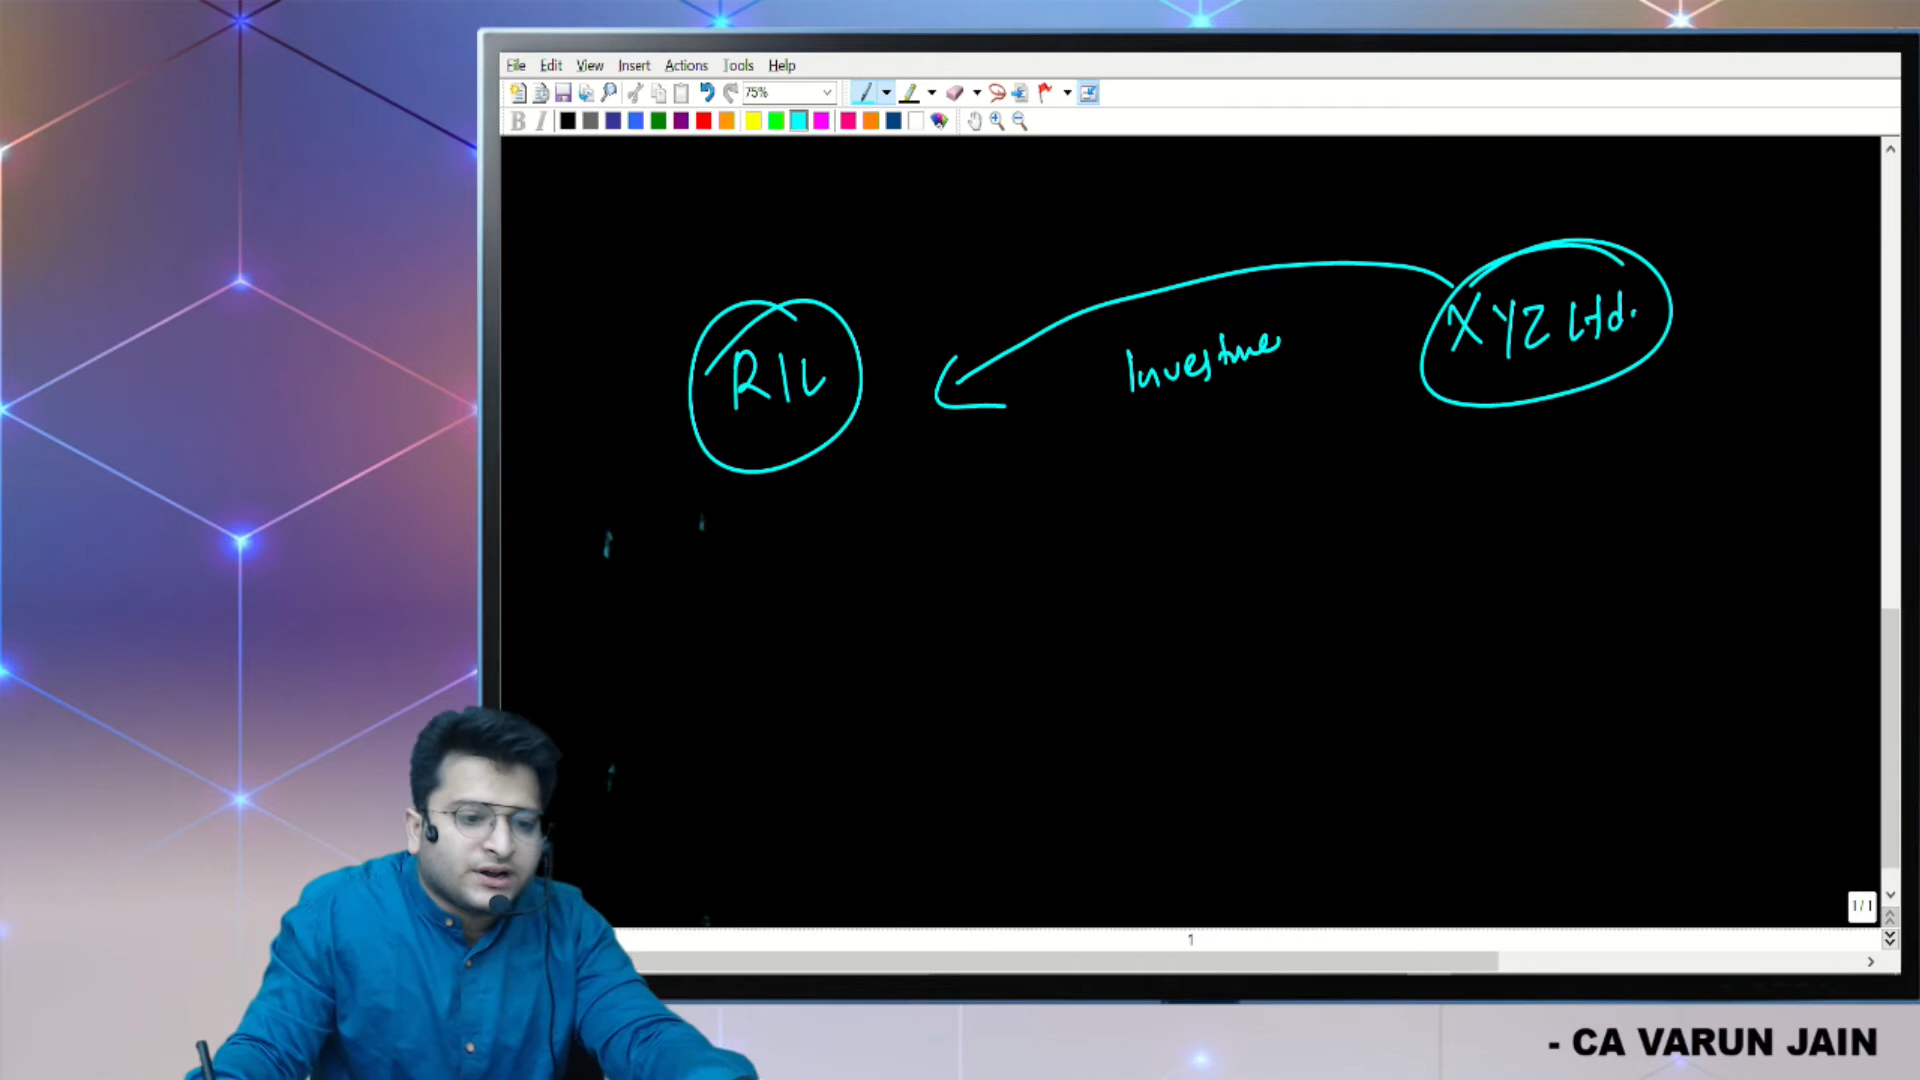 File Edit View Insert Actions Tools Help
75%
B I
XYZ Ltd.
RIL
Investme
1/1
1
- CA VARUN JAIN